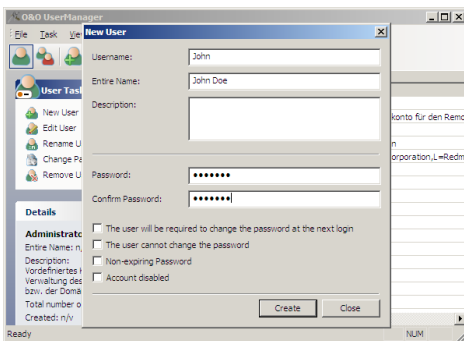 O&O UserManager
File Task Vie
New User
Username: John
Entire Name: John Doe
Description:
Password: •••••••
Confirm Password: •••••••
The user will be required to change the password at the next login
The user cannot change the password
Non-expiring Password
Account disabled
Create Close
User Tas
New User
Edit User
Rename U
Change Pa
Remove U
Details
Administrato
Entire Name: n,
Description:
Vordefiniertes
Verwaltung des
bzw. der Domä
Total number o
Created: n/v
konto für den Remo
n
orporation,L=Redm
Ready NUM